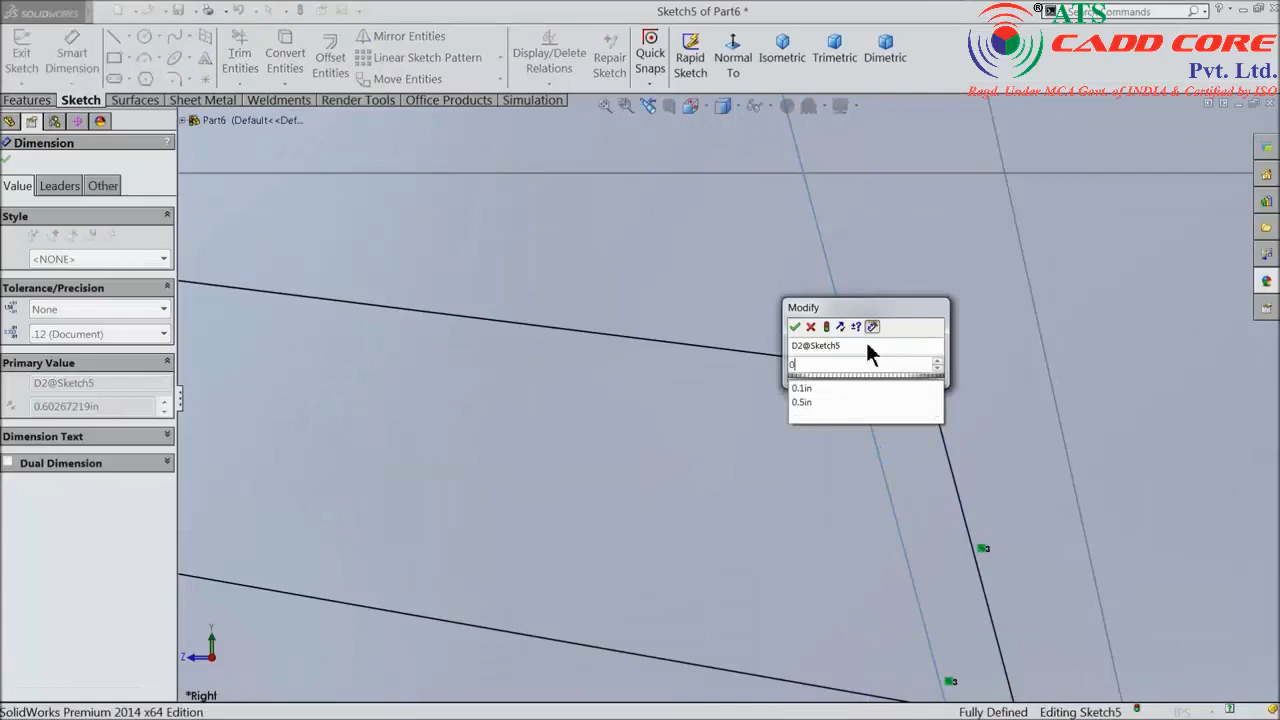 SOLIDWORKS
Sketch5 of Part6 *
Commands
® ATS
CADD CORE
Pvt. Ltd.
Regd. Under MCA Govt. of INDIA & Certified by ISO
Exit Sketch
Smart Dimension
Trim Entities
Convert Entities
Offset Entities
Mirror Entities
Linear Sketch Pattern
Move Entities
Display/Delete Relations
Repair Sketch
Quick Snaps
Rapid Sketch
Normal To
Isometric
Trimetric
Dimetric
Features
Sketch
Surfaces
Sheet Metal
Weldments
Render Tools
Office Products
Simulation
Part6 (Default<<Def...
Dimension
?
Value
Leaders
Other
Style
<NONE>
Tolerance/Precision
None
.12 (Document)
Primary Value
D2@Sketch5
0.60267219in
Dimension Text
Dual Dimension
Modify
D2@Sketch5
0
0.1in
0.5in
3
3
Y
Z
*Right
SolidWorks Premium 2014 x64 Edition
Fully Defined
Editing Sketch5
IPS